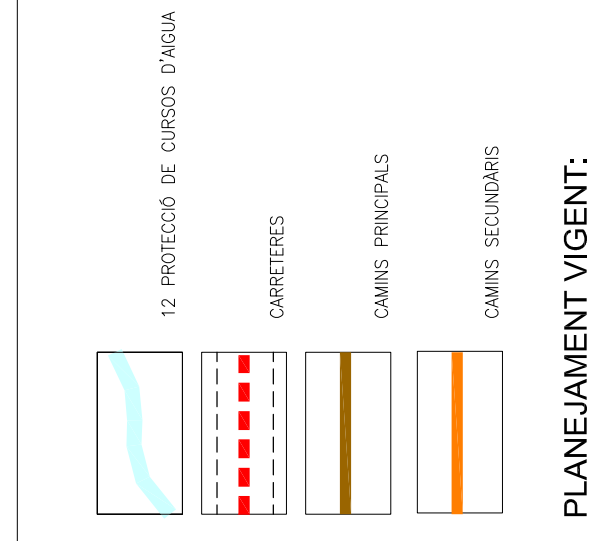 12 PROTECCIÓ DE CURSOS D'AIGUA
CARRETERES
CAMINS PRINCIPALS
CAMINS SECUNDÀRIS
PLANEJAMENT VIGENT: